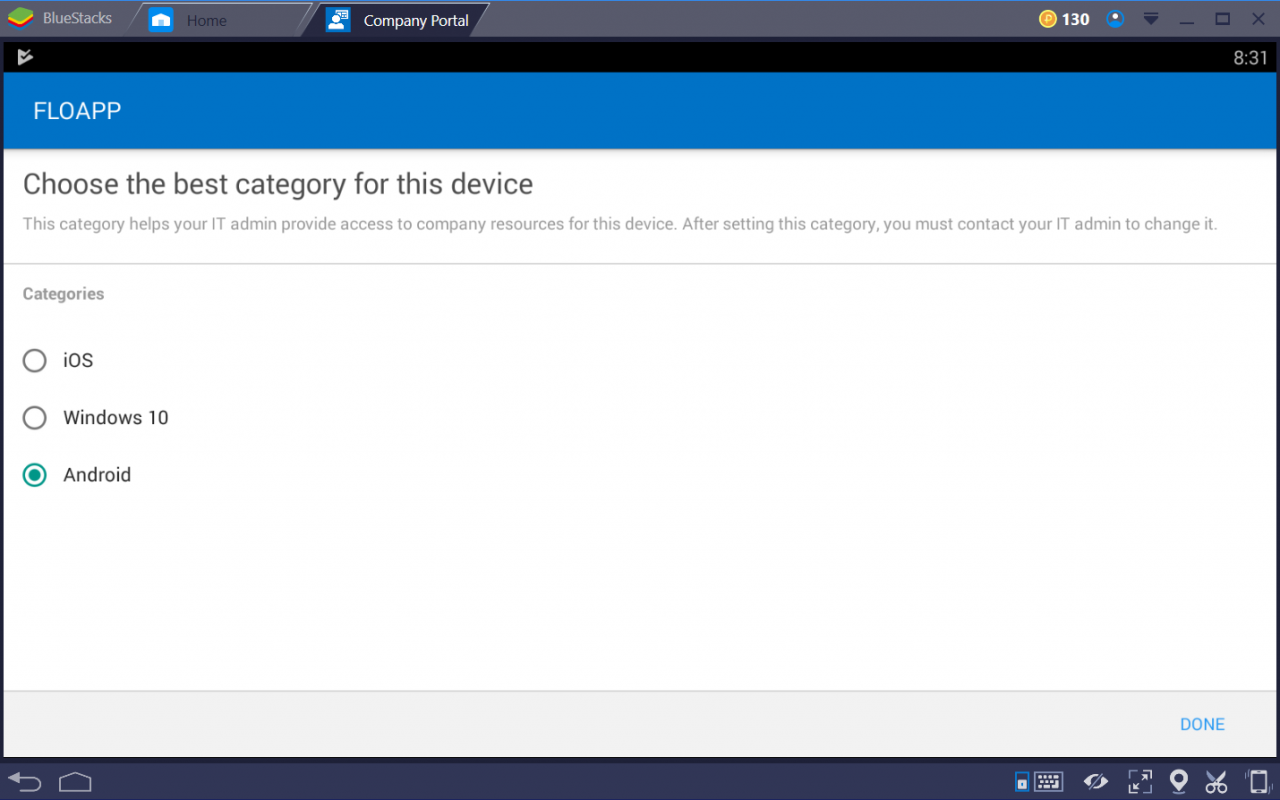 BlueStacks Home Company Portal 130
8:31
FLOAPP
Choose the best category for this device
This category helps your IT admin provide access to company resources for this device. After setting this category, you must contact your IT admin to change it.
Categories
iOS
Windows 10
Android
DONE